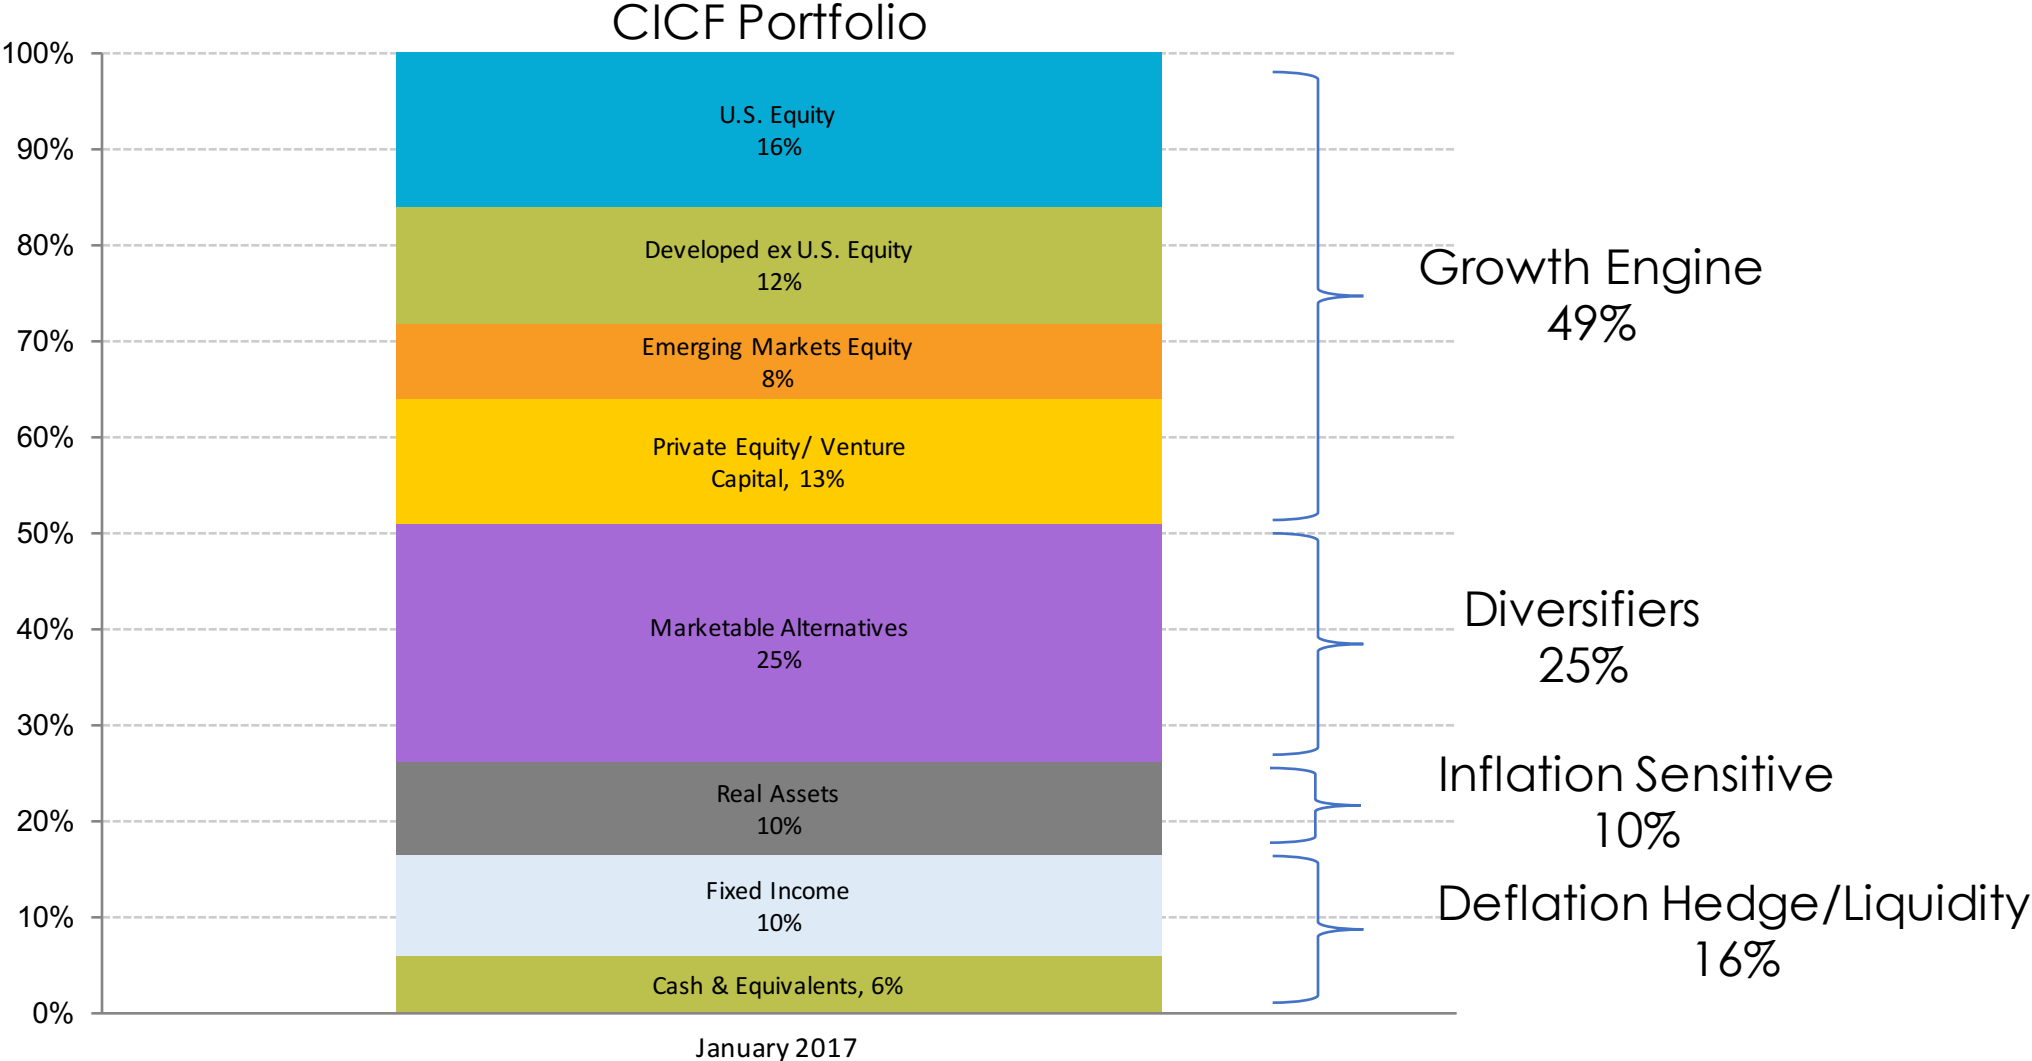 CICF Portfolio
100%
90%
80%
70%
60%
50%
40%
30%
20%
10%
0%
U.S. Equity
16%
Developed ex U.S. Equity
12%
Emerging Markets Equity
8%
Private Equity/ Venture
Capital, 13%
Marketable Alternatives
25%
Real Assets
10%
Fixed Income
10%
Cash & Equivalents, 6%
January 2017
Growth Engine
49%
Diversifiers
25%
Inflation Sensitive
10%
Deflation Hedge/Liquidity
16%